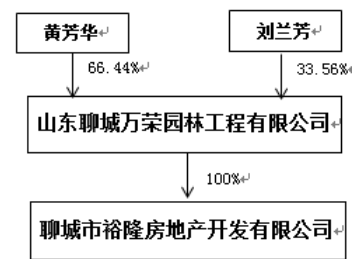 黄芳华
刘兰芳
66.44%
33.56%
山东聊城万荣园林工程有限公司
100%
聊城市裕隆房地产开发有限公司